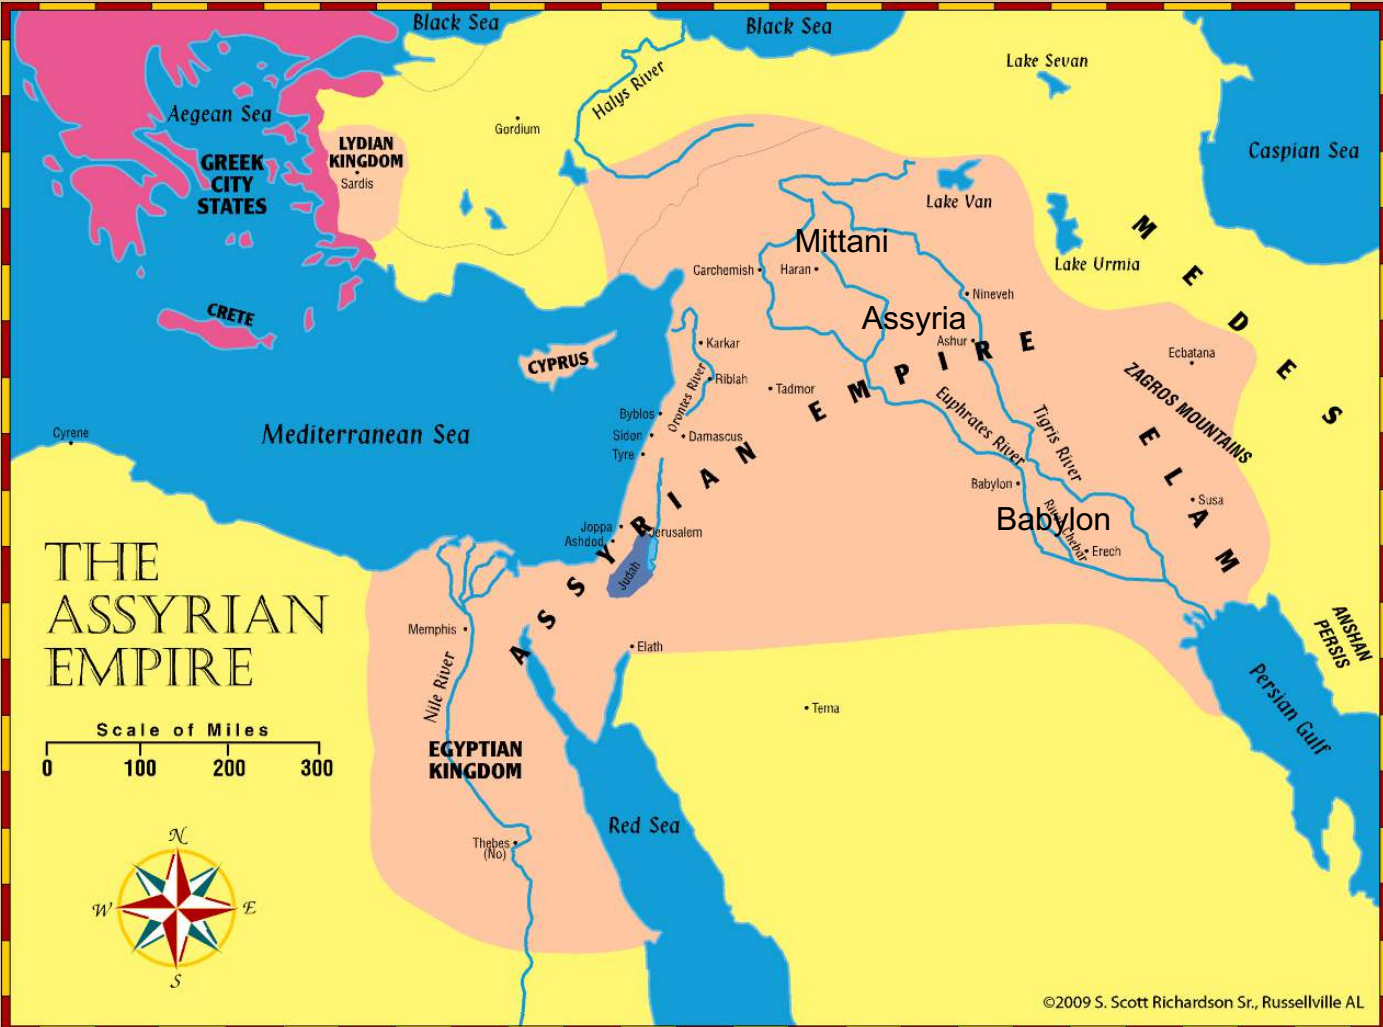 Black Sea
Black Sea
Lake Sevan
Halys River
Aegean Sea
Gordium
Caspian Sea
LYDIAN
KINGDOM
Sardis
GREEK
CITY
STATES
Lake Van
Mittani
MEDES
Lake Urmia
Carchemish
Haran
Nineveh
CRETE
Assyria
Ashur
Karkar
CYPRUS
Ecbatana
ZAGROS MOUNTAINS
Riblah
Orontes River
Tadmor
Euphrates River
Tigris River
Byblos
Sidon
Damascus
Tyre
Cyrene
Mediterranean Sea
ASSYRIAN EMPIRE
ELAM
Babylon
Susa
River Chebar
Babylon
Erech
Joppa
Ashdod
Jerusalem
Judah
THE
ASSYRIAN
EMPIRE
Memphis
Elath
ANSHAN
PERSIS
Nile River
Tema
Persian Gulf
Scale of Miles
0 100 200 300
EGYPTIAN
KINGDOM
Red Sea
Thebes
(No)
N
W E
S
©2009 S. Scott Richardson Sr., Russellville AL